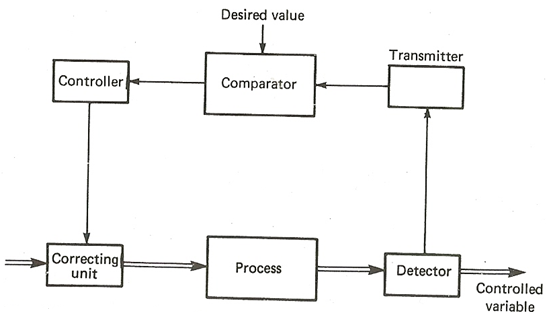 Desired value
Transmitter
Controller
Comparator
Correcting
unit
Process
Detector
Controlled
variable